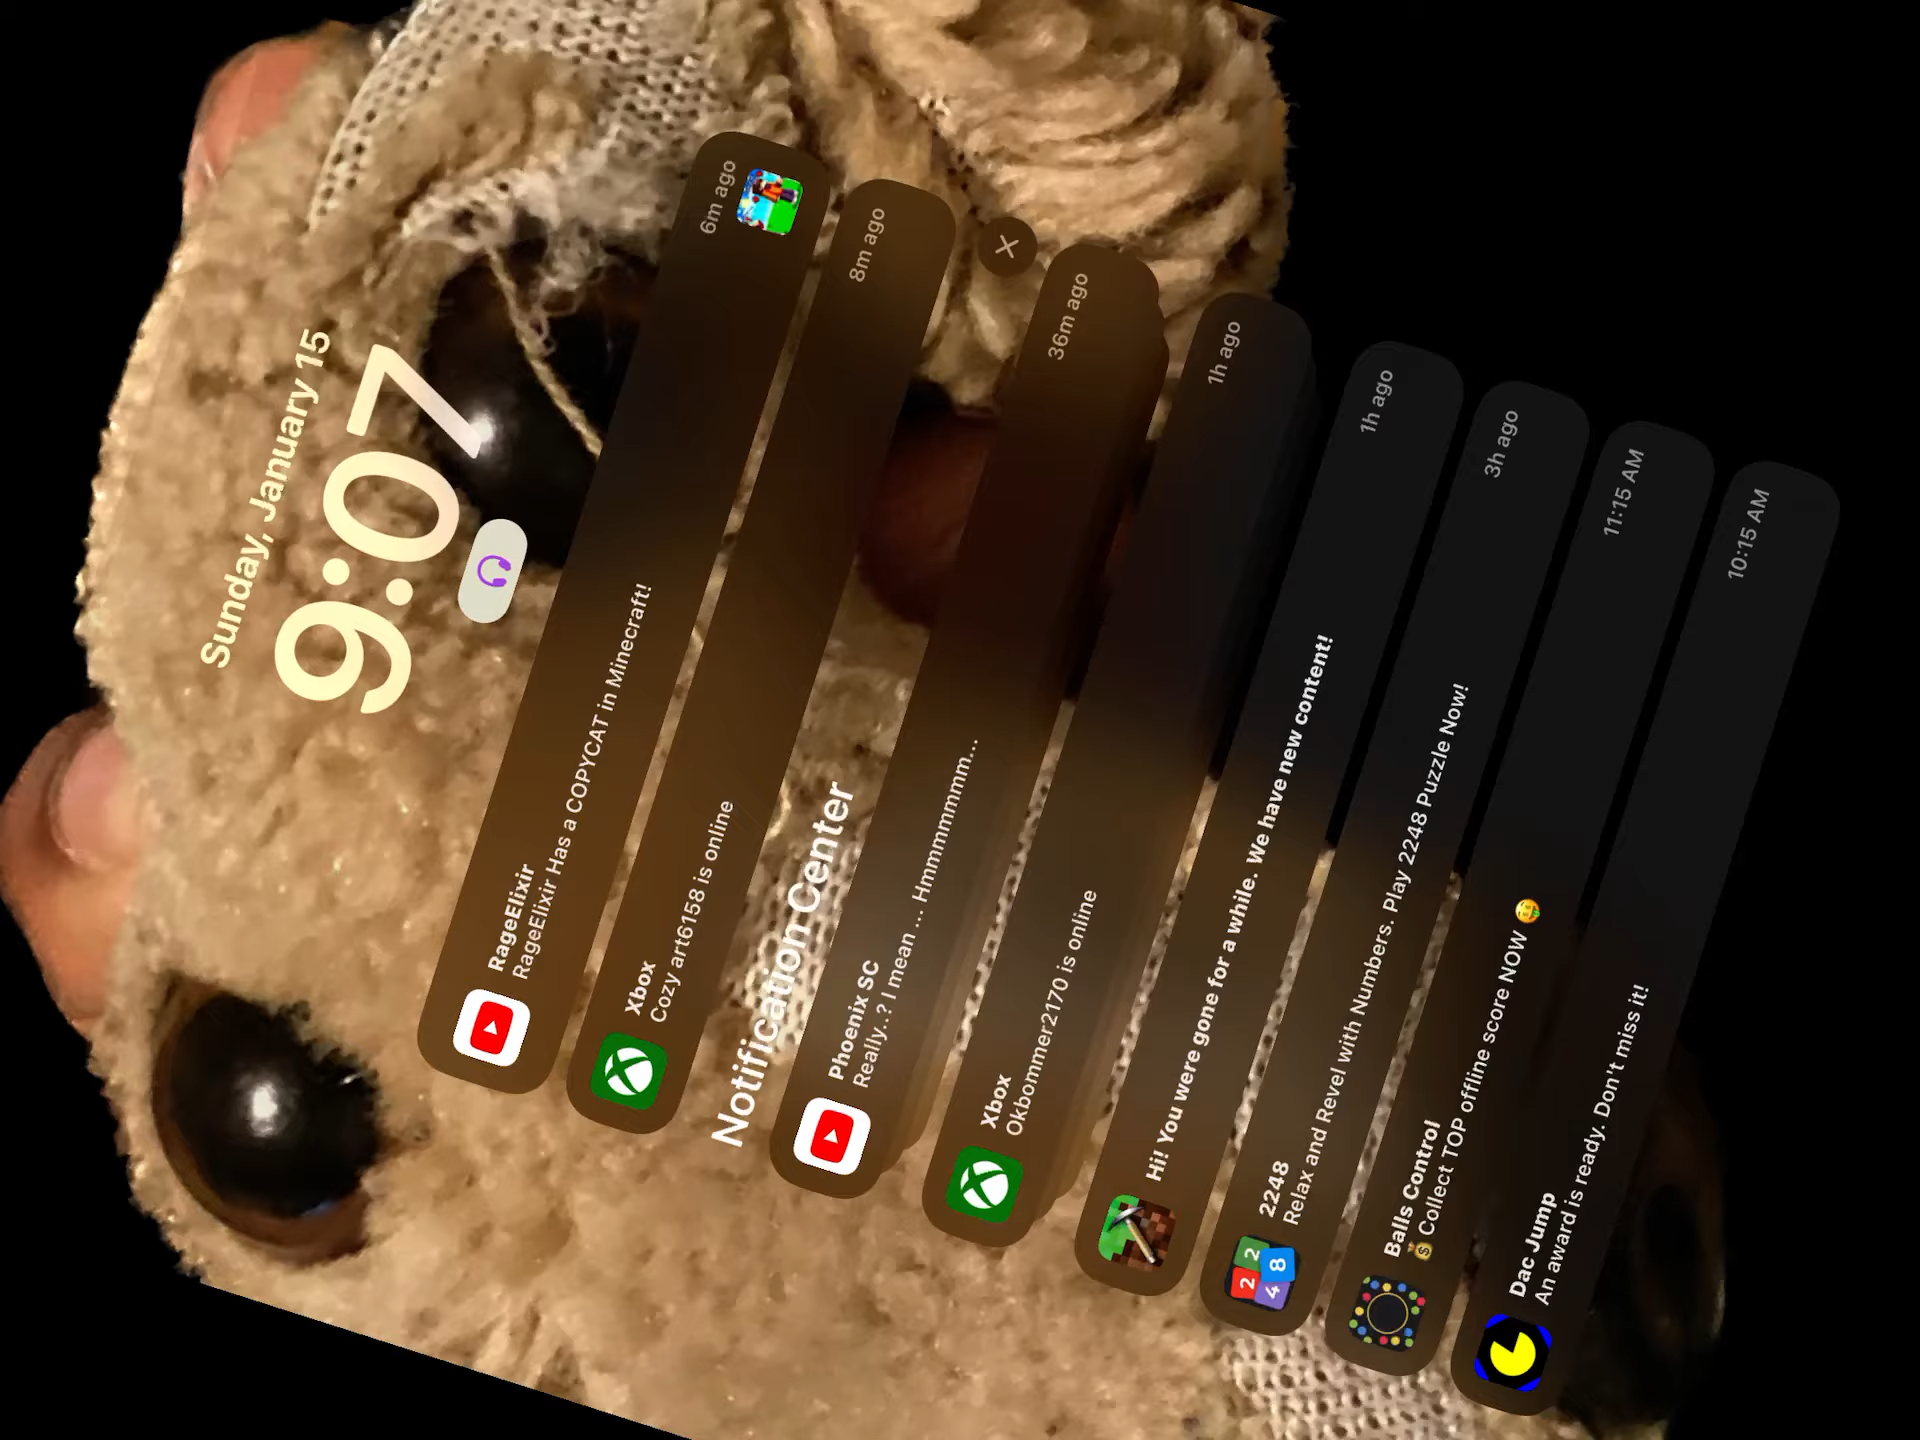 Sunday, January 15
9:07
RageElixir
6m ago
RageElixir Has a COPYCAT in Minecraft!
Xbox
8m ago
Cozy art6158 is online
Notification Center
Phoenix SC
36m ago
Really..? I mean ... Hmmmmmmm...
Xbox
1h ago
Okbommer2170 is online
Hi! You were gone for a while. We have new content!
1h ago
2248
3h ago
Relax and Revel with Numbers. Play 2248 Puzzle Now!
2 2
4 8
Balls Control
11:15 AM
💰 Collect TOP offline score NOW 🤑
Dac Jump
10:15 AM
An award is ready. Don't miss it!